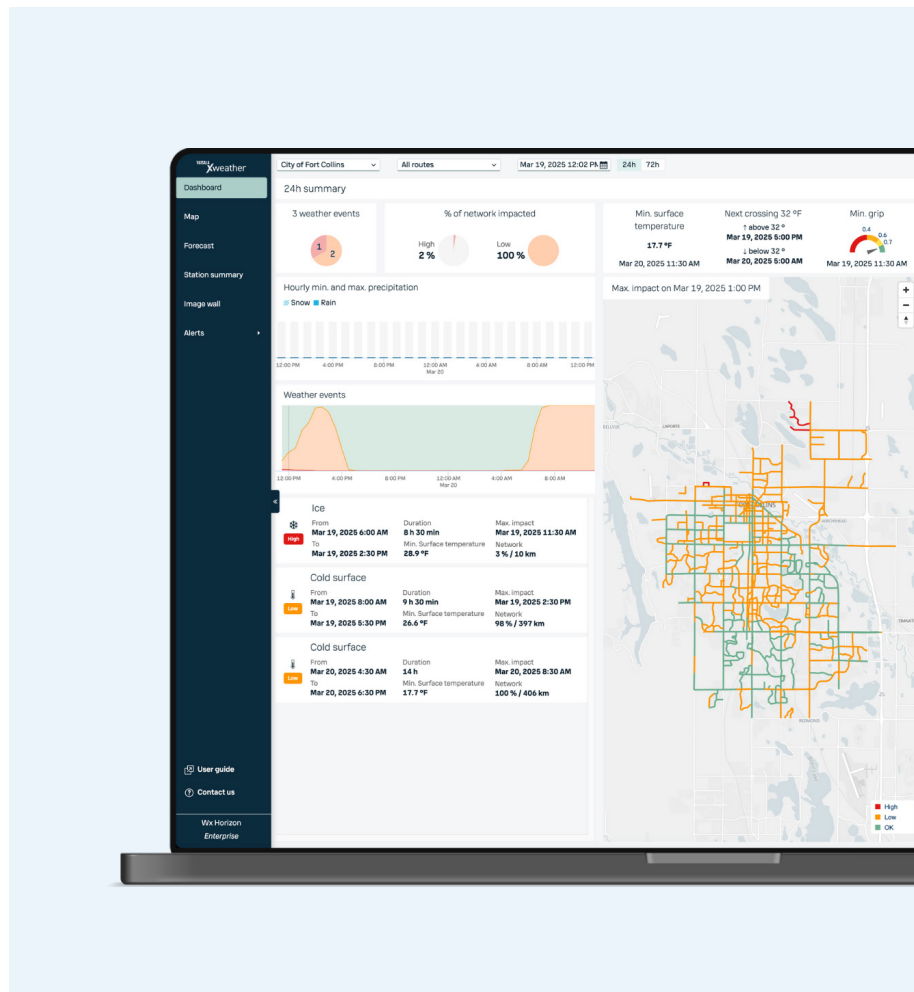 VAISALA
Xweather
Dashboard
Map
Forecast
Station summary
Image wall
Alerts
User guide
Contact us
Wx Horizon
Enterprise
City of Fort Collins
All routes
Mar 19, 2025 12:02 PM
24h 72h
24h summary
3 weather events
1
2
% of network impacted
High
2 %
Low
100 %
Min. surface
temperature
17.7 °F
Mar 20, 2025 11:30 AM
Next crossing 32 °F
↑ above 32 °
Mar 19, 2025 5:00 PM
↓ below 32 °
Mar 20, 2025 5:00 AM
Min. grip
0.4
0.6
0.7
Mar 19, 2025 11:30 AM
Hourly min. and max. precipitation
Snow Rain
12:00 PM 4:00 PM 8:00 PM 12:00 AM 4:00 AM 8:00 AM 12:00 PM
Mar 20
Weather events
12:00 PM 4:00 PM 8:00 PM 12:00 AM 4:00 AM 8:00 AM
Mar 20
Ice
High
From
Mar 19, 2025 6:00 AM
To
Mar 19, 2025 2:30 PM
Duration
8 h 30 min
Min. Surface temperature
28.9 °F
Max. impact
Mar 19, 2025 11:30 AM
Network
3 % / 10 km
Cold surface
Low
From
Mar 19, 2025 8:00 AM
To
Mar 19, 2025 5:30 PM
Duration
9 h 30 min
Min. Surface temperature
26.6 °F
Max. impact
Mar 19, 2025 2:30 PM
Network
98 % / 397 km
Cold surface
Low
From
Mar 20, 2025 4:30 AM
To
Mar 20, 2025 6:30 PM
Duration
14 h
Min. Surface temperature
17.7 °F
Max. impact
Mar 20, 2025 8:30 AM
Network
100 % / 406 km
Max. impact on Mar 19, 2025 1:00 PM
LAPORTE
REDMOND
High
Low
OK